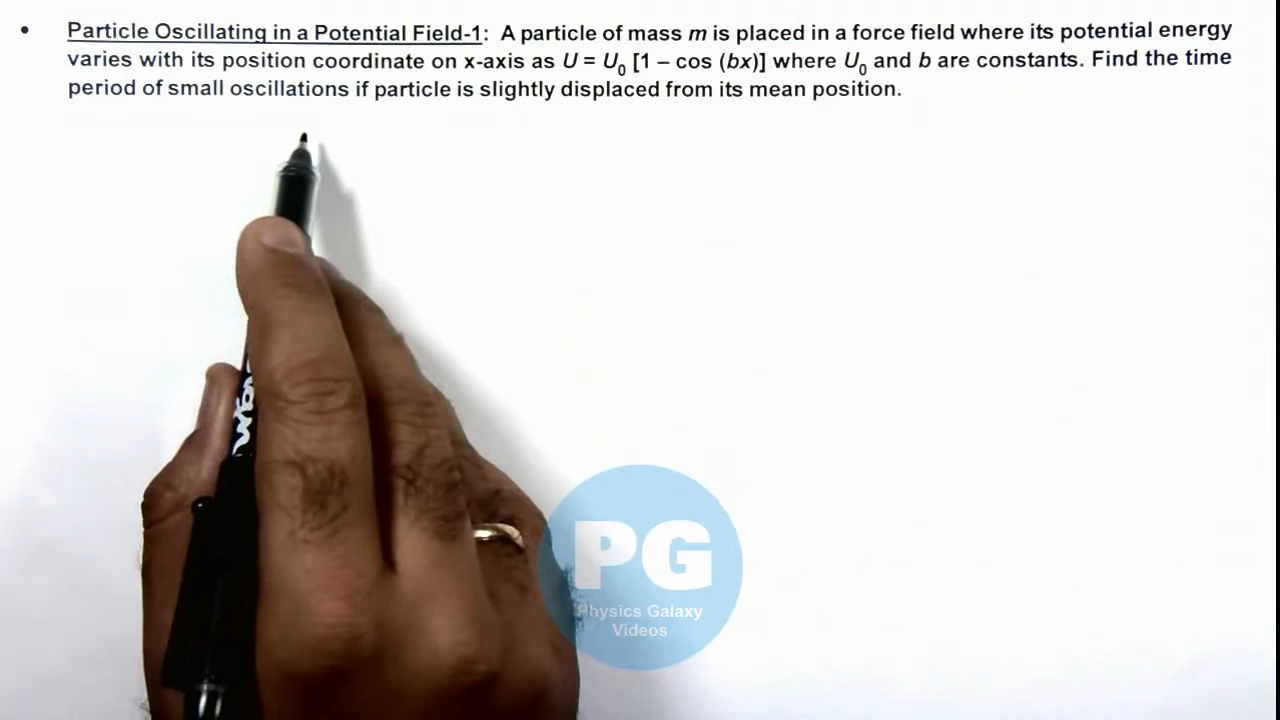 • Particle Oscillating in a Potential Field-1: A particle of mass m is placed in a force field where its potential energy
varies with its position coordinate on x-axis as U = U₀ [1 – cos (bx)] where U₀ and b are constants. Find the time
period of small oscillations if particle is slightly displaced from its mean position.
PG
Physics Galaxy
Videos